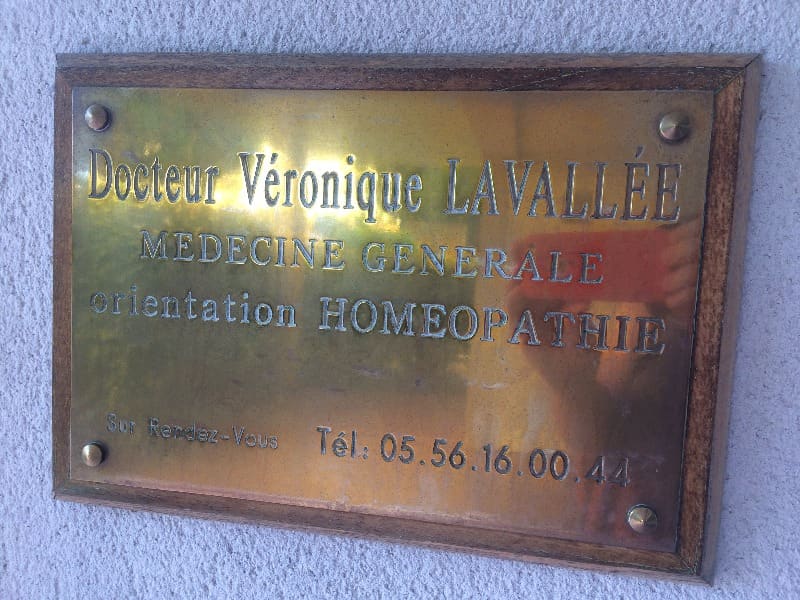 Docteur Véronique LAVALLÉE
MEDECINE GENERALE
orientation HOMEOPATHIE
Sur Rendez-Vous Tél: 05.56.16.00.44